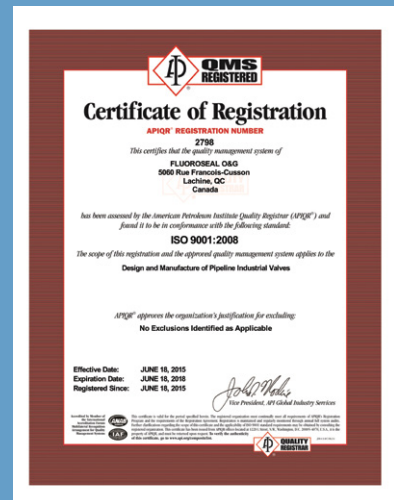 API
QMS
REGISTERED
Certificate of Registration
APIQR® REGISTRATION NUMBER
2798
This certifies that the quality management system of
FLUOROSEAL O&G
5060 Rue Francois-Cusson
Lachine, QC
Canada
has been assessed by the American Petroleum Institute Quality Registrar (APIQR®) and
found it to be in conformance with the following standard:
ISO 9001:2008
The scope of this registration and the approved quality management system applies to the
Design and Manufacture of Pipeline Industrial Valves
APIQR® approves the organization's justification for excluding:
No Exclusions Identified as Applicable
Effective Date: JUNE 18, 2015
Expiration Date: JUNE 18, 2018
Registered Since: JUNE 18, 2015
Vice President, API Global Industry Services
IAF
API
QUALITY
REGISTRAR